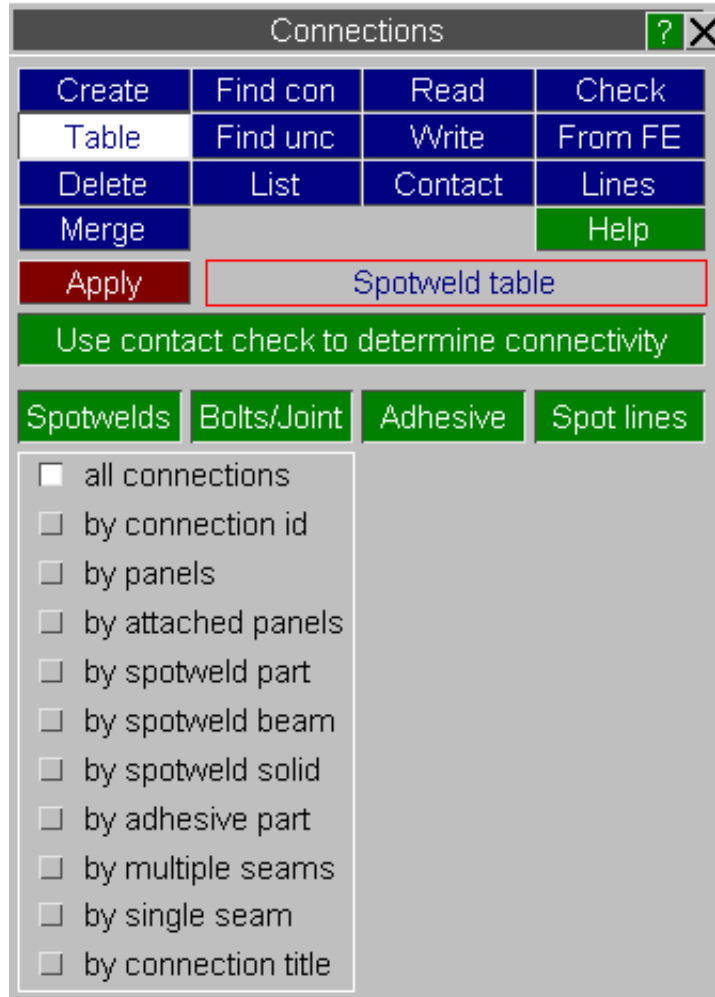 Connections ? X
Create Find con Read Check
Table Find unc Write From FE
Delete List Contact Lines
Merge Help
Apply Spotweld table
Use contact check to determine connectivity
Spotwelds Bolts/Joint Adhesive Spot lines
all connections
by connection id
by panels
by attached panels
by spotweld part
by spotweld beam
by spotweld solid
by adhesive part
by multiple seams
by single seam
by connection title